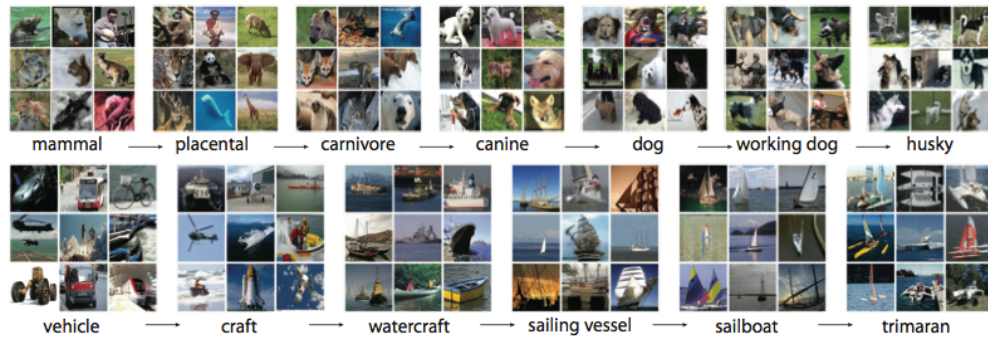 mammal → placental → carnivore → canine → dog → working dog → husky
vehicle → craft → watercraft → sailing vessel → sailboat → trimaran